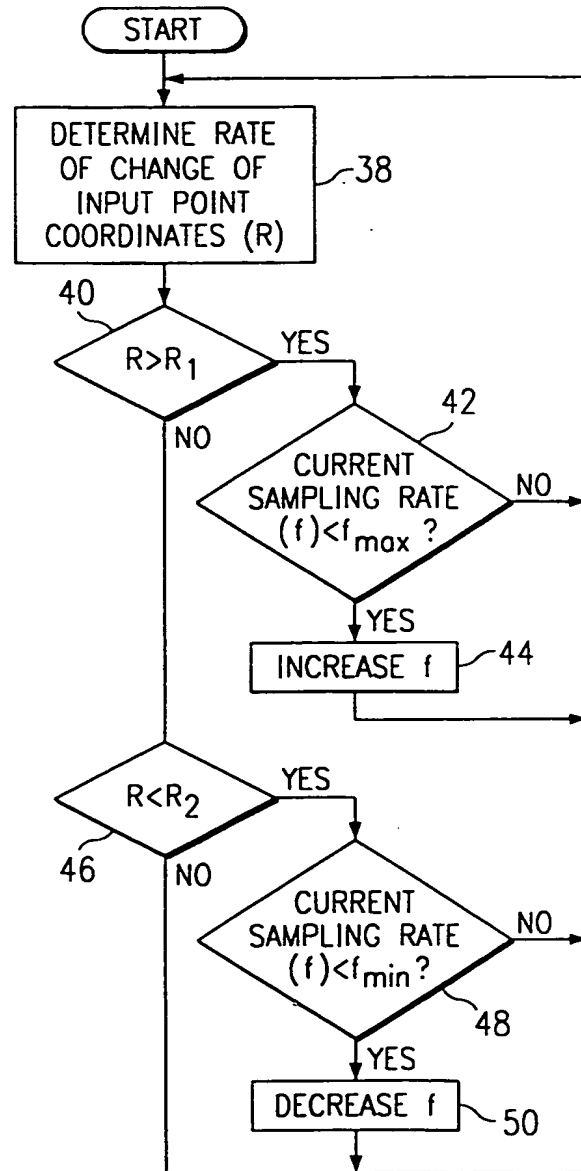 START
DETERMINE RATE
OF CHANGE OF
INPUT POINT
COORDINATES (R)
38
40
R>R1
YES
NO
42
CURRENT
SAMPLING RATE
(f)<fmax ?
NO
YES
INCREASE f
44
R<R2
YES
46
NO
CURRENT
SAMPLING RATE
(f)<fmin?
NO
48
YES
DECREASE f
50